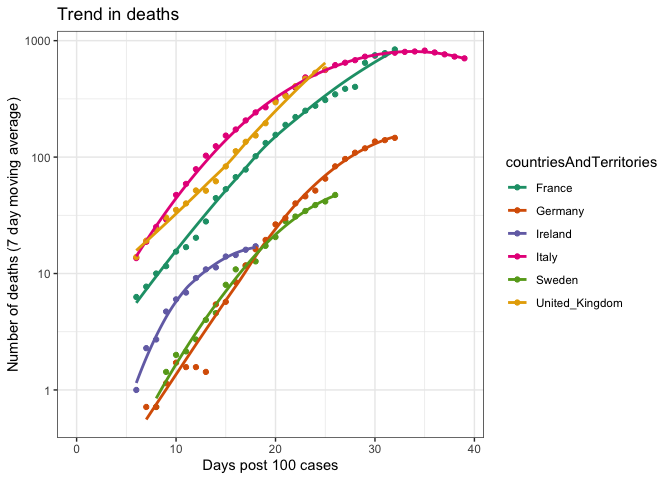 Trend in deaths
Number of deaths (7 day moving average)
1000
100
10
1
0
10
20
30
40
Days post 100 cases
countriesAndTerritories
France
Germany
Ireland
Italy
Sweden
United_Kingdom